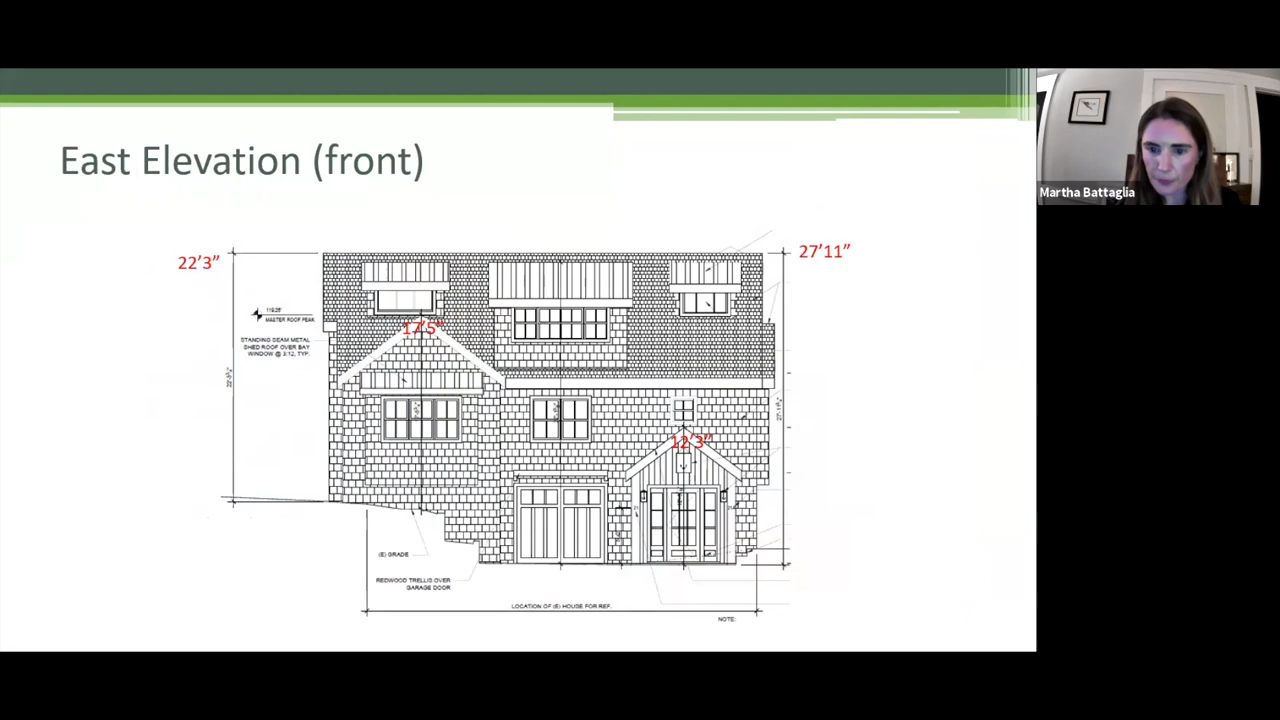 East Elevation (front)
22'3"
27'11"
119.25'
MASTER ROOF PEAK
17'5"
STANDING SEAM METAL
SHED ROOF OVER BAY
WINDOW @ 3:12, TYP.
12'3"
(E) GRADE
REDWOOD TRELLIS OVER
GARAGE DOOR
LOCATION OF (E) HOUSE FOR REF.
NOTE:
Martha Battaglia